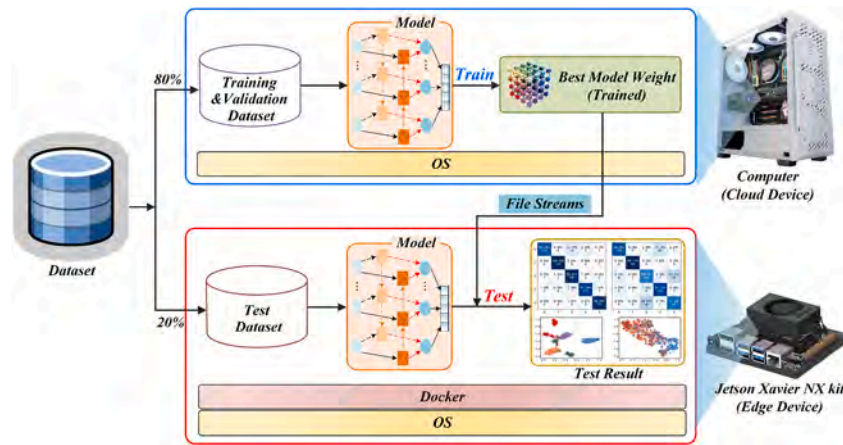 Model
80%
Training
&Validation
Dataset
Train
Best Model Weight
(Trained)
OS
Computer
(Cloud Device)
File Streams
Dataset
Model
20%
Test
Dataset
Test
Test Result
Docker
OS
Jetson Xavier NX kit
(Edge Device)